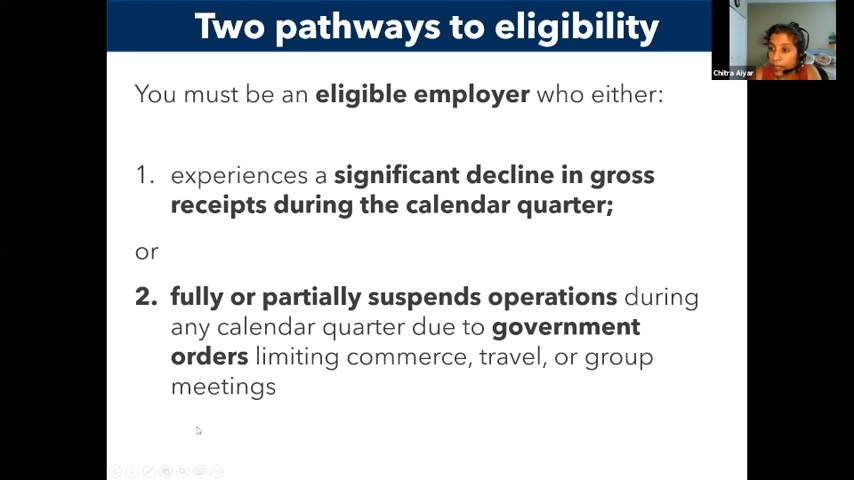 Two pathways to eligibility
Chitra Aiyar
You must be an eligible employer who either:
1. experiences a significant decline in gross
receipts during the calendar quarter;
or
2. fully or partially suspends operations during
any calendar quarter due to government
orders limiting commerce, travel, or group
meetings